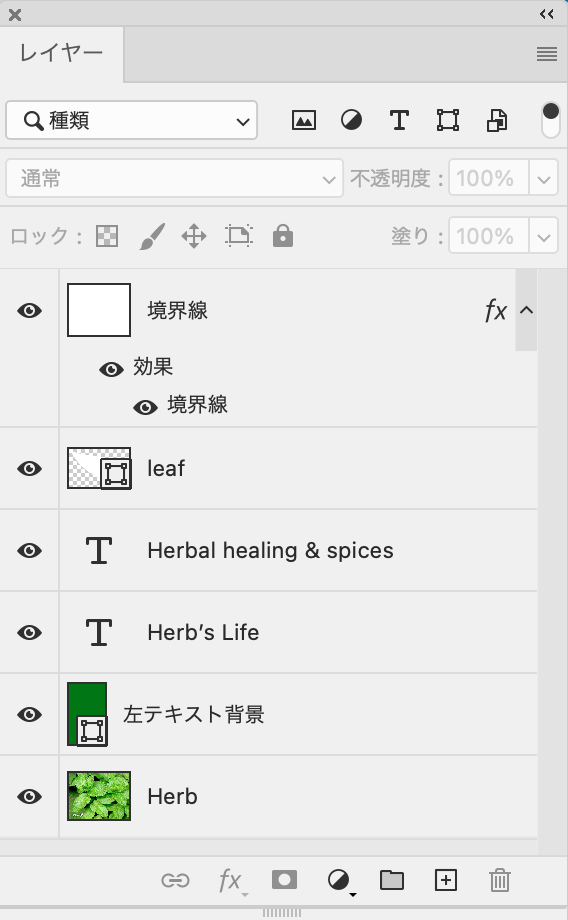 レイヤー
種類
T
通常 不透明度： 100%
ロック： 塗り： 100%
境界線 fx
効果
境界線
leaf
T Herbal healing & spices
T Herb’s Life
左テキスト背景
Herb
fx